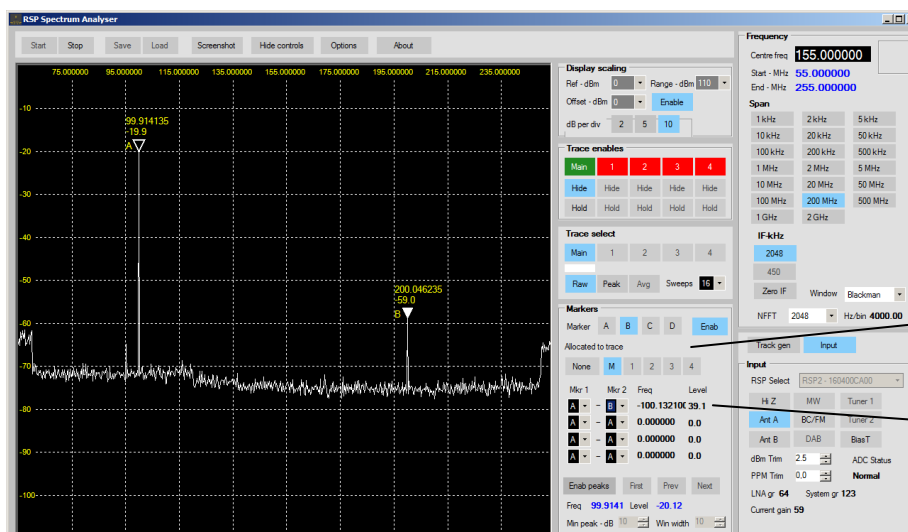 RSP Spectrum Analyser
Start Stop Save Load Screenshot Hide controls Options About
75.000000 95.000000 115.000000 135.000000 155.000000 175.000000 195.000000 215.000000 235.000000
-10
-20
-30
-40
-50
-60
-70
-80
-90
-100
99.914135
-19.9
A
200.046235
-59.0
B
Display scaling
Ref - dBm 0 Range - dBm 110
Offset - dBm 0 Enable
dB per div 2 5 10
Trace enables
Main 1 2 3 4
Hide Hide Hide Hide Hide
Hold Hold Hold Hold Hold
Trace select
Main 1 2 3 4
Raw Peak Avg Sweeps 16
Markers
Marker A B C D Enab
Allocated to trace
None M 1 2 3 4
Mkr 1 Mkr 2 Freq Level
A - B -100.13210( 39.1
A - A 0.000000 0.0
A - A 0.000000 0.0
A - A 0.000000 0.0
Enab peaks First Prev Next
Freq 99.9141 Level -20.12
Min peak - dB 10 Win width 10
Frequency
Centre freq 155.000000
Start - MHz 55.000000
End - MHz 255.000000
Span
1 kHz 2 kHz 5 kHz
10 kHz 20 kHz 50 kHz
100 kHz 200 kHz 500 kHz
1 MHz 2 MHz 5 MHz
10 MHz 20 MHz 50 MHz
100 MHz 200 MHz 500 MHz
1 GHz 2 GHz
IF-kHz
2048
450
Zero IF Window Blackman
NFFT 2048 Hz/bin 4000.00
Track gen Input
Input
RSP Select RSP2 - 160400CA00
Hi Z MW Tuner 1
Ant A BC/FM Tuner 2
Ant B DAB BiasT
dBm Trim 2.5 ADC Status
PPM Trim 0.0 Normal
LNA gr 64 System gr 123
Current gain 59